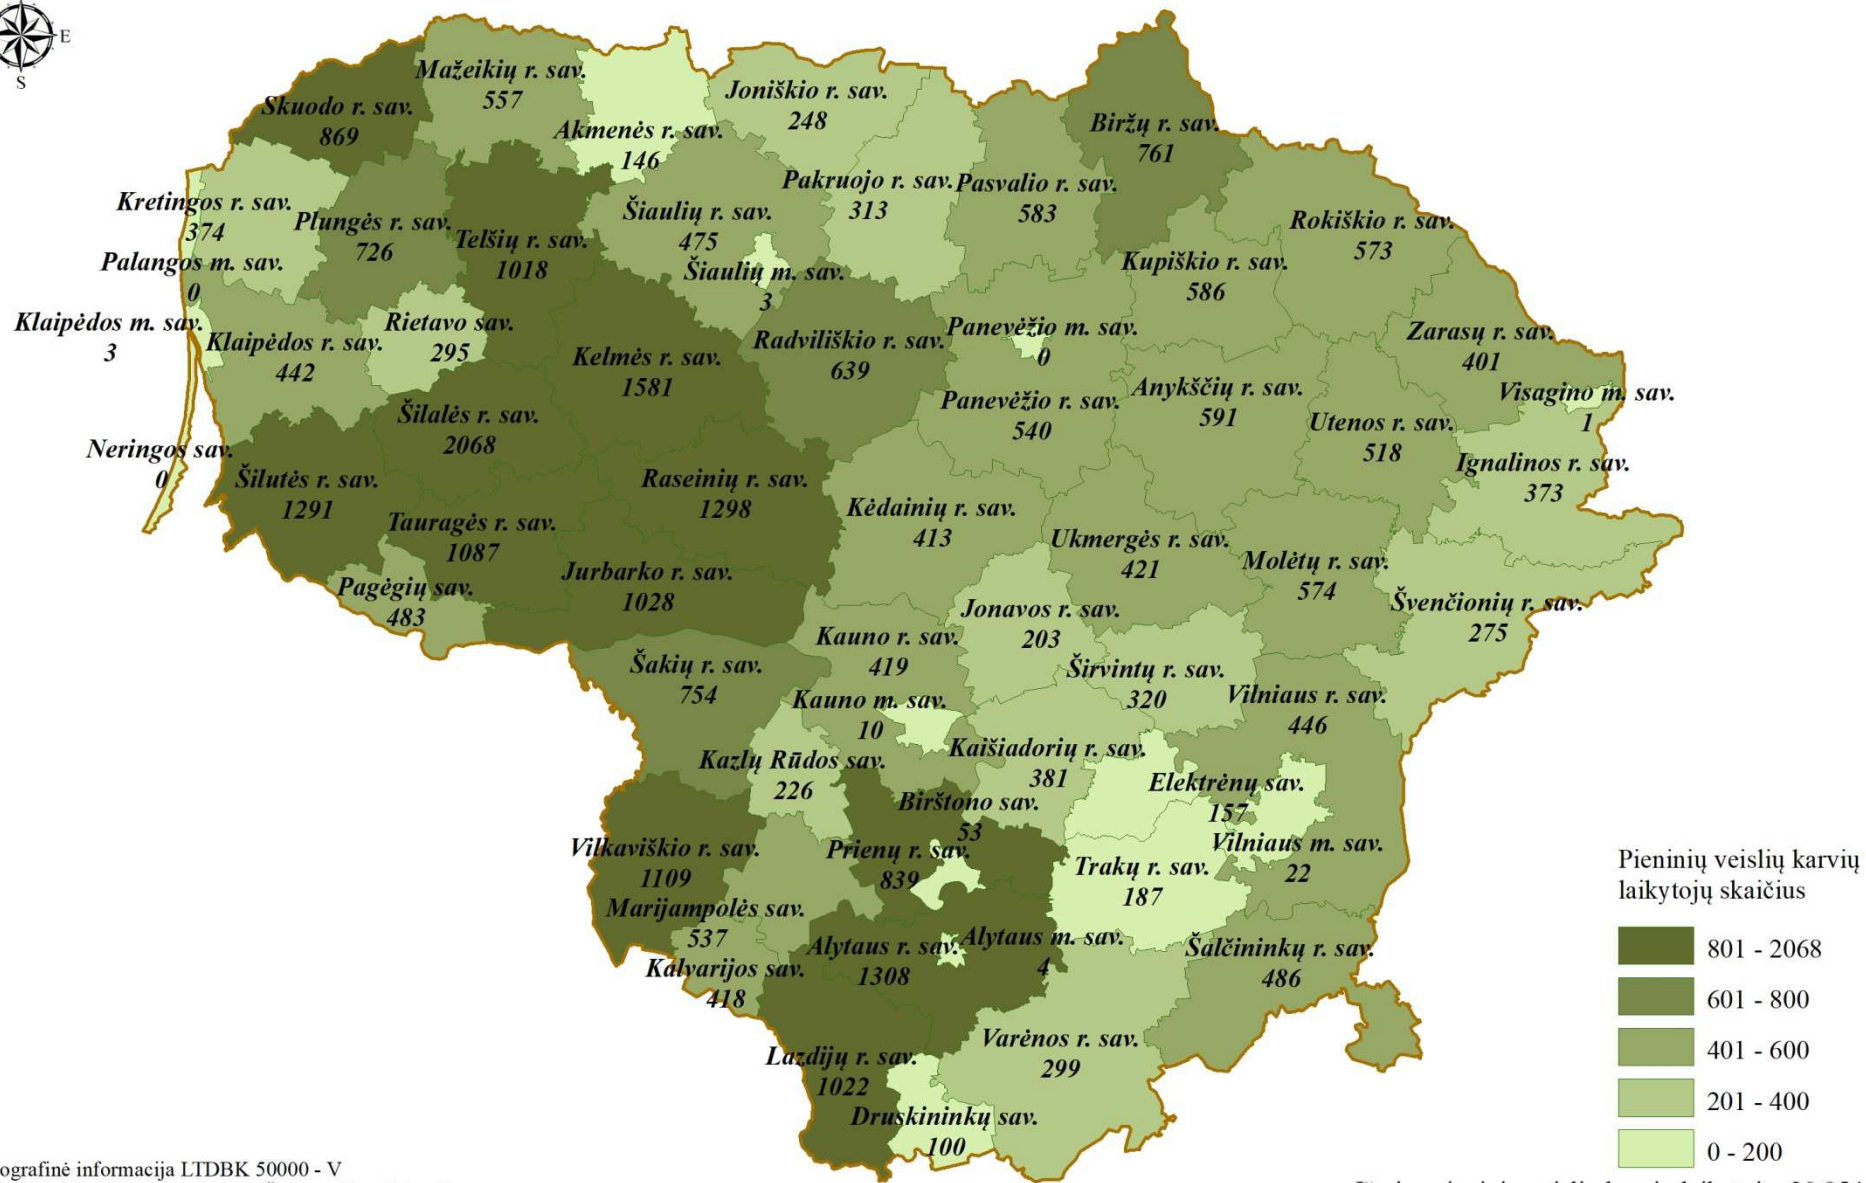 E
S
Mažeikių r. sav.
557
Skuodo r. sav.
869
Akmenės r. sav.
146
Joniškio r. sav.
248
Biržų r. sav.
761
Kretingos r. sav.
374
Plungės r. sav.
726
Telšių r. sav.
1018
Šiaulių r. sav.
475
Pakruojo r. sav.
313
Pasvalio r. sav.
583
Rokiškio r. sav.
573
Palangos m. sav.
0
Šiaulių m. sav.
3
Kupiškio r. sav.
586
Klaipėdos m. sav.
3
Klaipėdos r. sav.
442
Rietavo sav.
295
Kelmės r. sav.
1581
Radviliškio r. sav.
639
Panevėžio m. sav.
0
Zarasų r. sav.
401
Šilalės r. sav.
2068
Panevėžio r. sav.
540
Anykščių r. sav.
591
Utenos r. sav.
518
Visagino m. sav.
1
Neringos sav.
0
Šilutės r. sav.
1291
Raseinių r. sav.
1298
Ignalinos r. sav.
373
Tauragės r. sav.
1087
Kėdainių r. sav.
413
Ukmergės r. sav.
421
Molėtų r. sav.
574
Pagėgių sav.
483
Jurbarko r. sav.
1028
Jonavos r. sav.
203
Švenčionių r. sav.
275
Šakių r. sav.
754
Kauno r. sav.
419
Širvintų r. sav.
320
Vilniaus r. sav.
446
Kauno m. sav.
10
Kazlų Rūdos sav.
226
Kaišiadorių r. sav.
381
Elektrėnų sav.
157
Birštono sav.
53
Vilkaviškio r. sav.
1109
Prienų r. sav.
839
Trakų r. sav.
187
Vilniaus m. sav.
22
Marijampolės sav.
537
Alytaus r. sav.
1308
Alytaus m. sav.
4
Šalčininkų r. sav.
486
Kalvarijos sav.
418
Lazdijų r. sav.
1022
Varėnos r. sav.
299
Druskininkų sav.
100
Pieninių veislių karvių
laikytojų skaičius
801 - 2068
601 - 800
401 - 600
201 - 400
0 - 200
ografinė informacija LTDBK 50000 - V